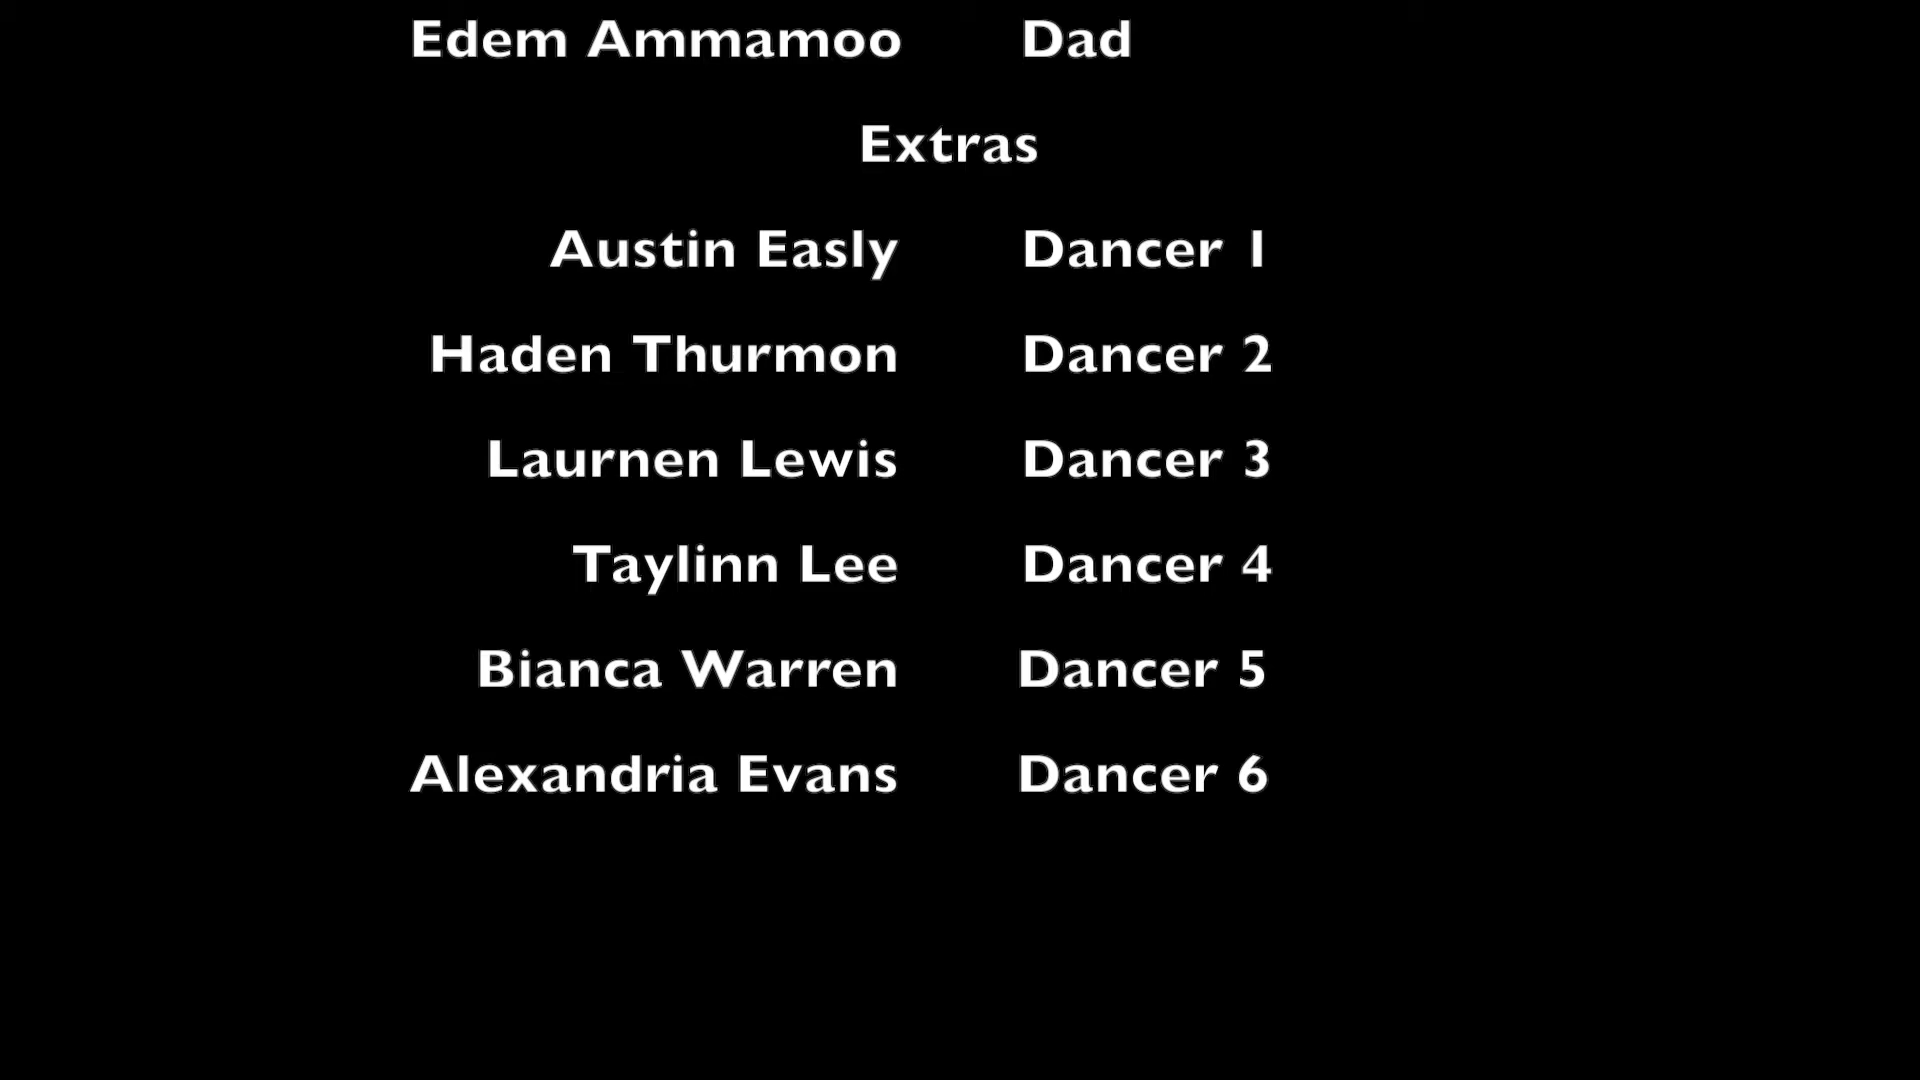 Edem Ammamoo Dad
Extras
Austin Easly Dancer 1
Haden Thurmon Dancer 2
Laurnen Lewis Dancer 3
Taylinn Lee Dancer 4
Bianca Warren Dancer 5
Alexandria Evans Dancer 6